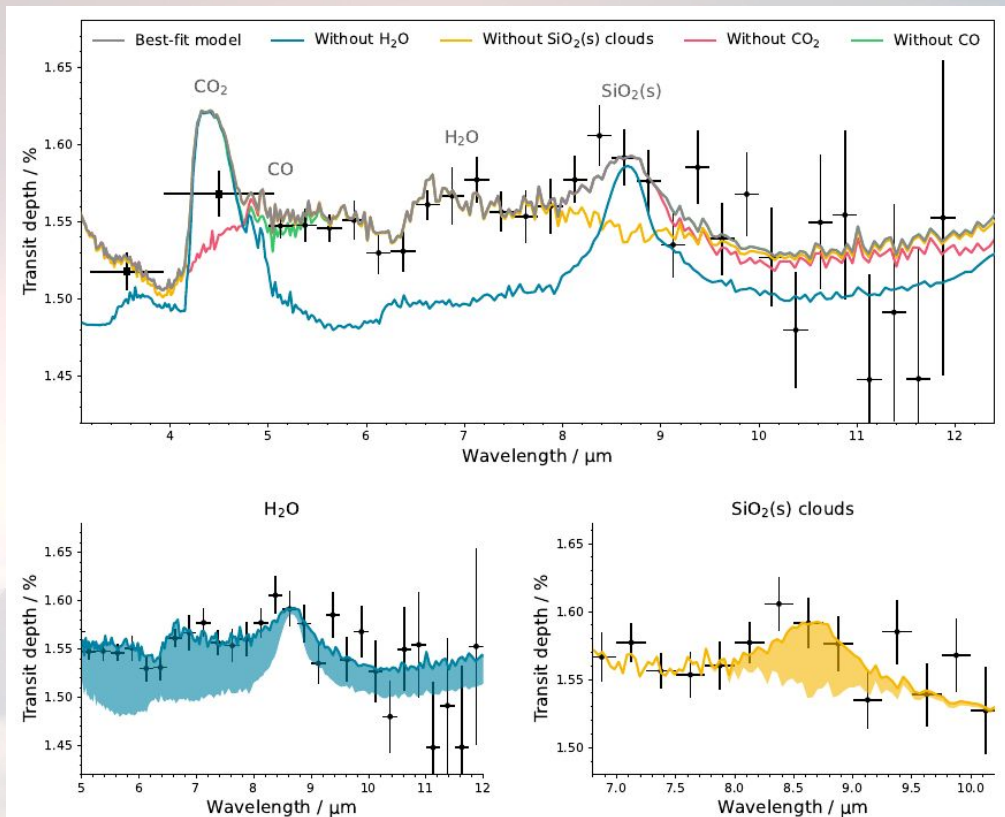 Best-fit model Without H₂O Without SiO₂(s) clouds Without CO₂ Without CO
CO₂
CO
H₂O
SiO₂(s)
Transit depth / %
1.65
1.60
1.55
1.50
1.45
4 5 6 7 8 9 10 11 12
Wavelength / μm
H₂O
Transit depth / %
1.65
1.60
1.55
1.50
1.45
5 6 7 8 9 10 11 12
Wavelength / μm
SiO₂(s) clouds
Transit depth / %
1.65
1.60
1.55
1.50
7.0 7.5 8.0 8.5 9.0 9.5 10.0
Wavelength / μm